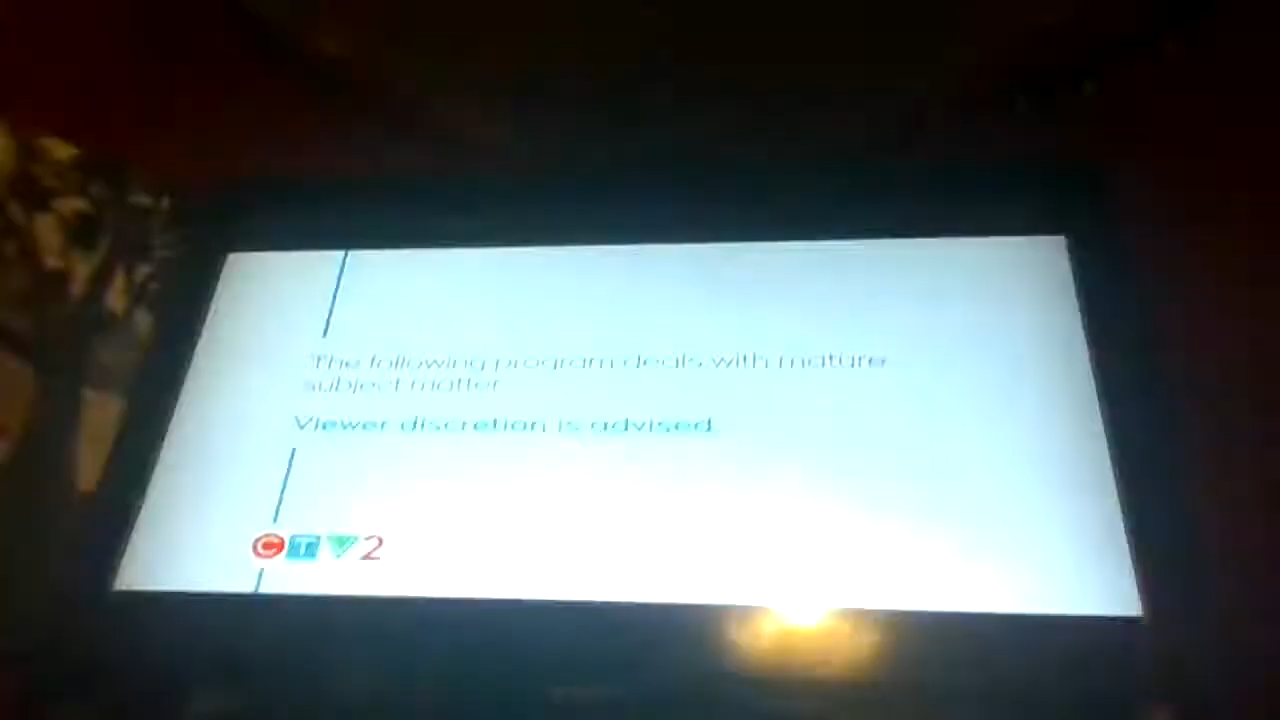 The following program deals with mature
subject matter
Viewer discretion is advised.
CTV2